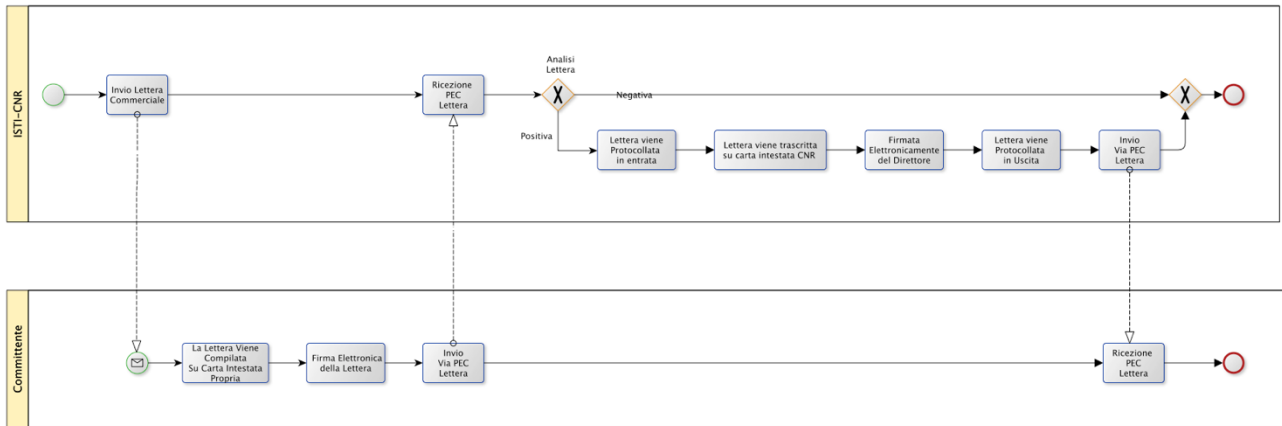 ISTI-CNR
Invio Lettera
Commerciale
Ricezione
PEC
Lettera
Analisi
Lettera
Negativa
Positiva
Lettera viene
Protocollata
in entrata
Lettera viene trascritta
su carta intestata CNR
Firmata
Elettronicamente
del Direttore
Lettera viene
Protocollata
in Uscita
Invio
Via PEC
Lettera
Committente
La Lettera Viene
Compilata
Su Carta Intestata
Propria
Firma Elettronica
della Lettera
Invio
Via PEC
Lettera
Ricezione
PEC
Lettera